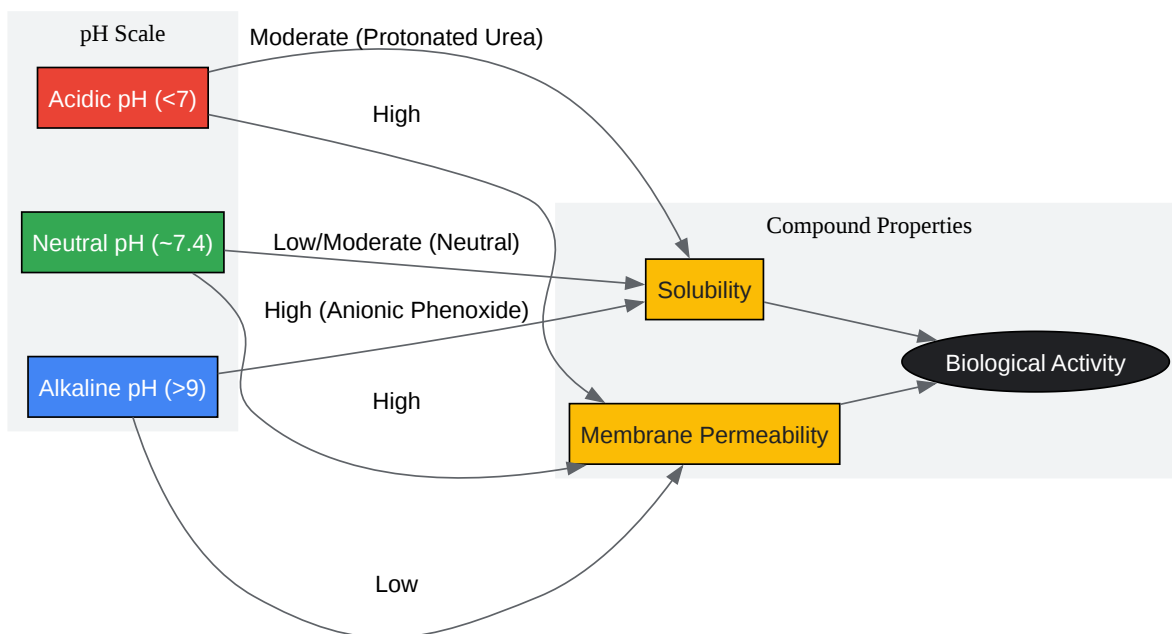 pH Scale
Moderate (Protonated Urea)
Acidic pH (<7)
High
Neutral pH (~7.4)
Low/Moderate (Neutral)
Compound Properties
Solubility
High (Anionic Phenoxide)
Biological Activity
Alkaline pH (>9)
High
Membrane Permeability
Low